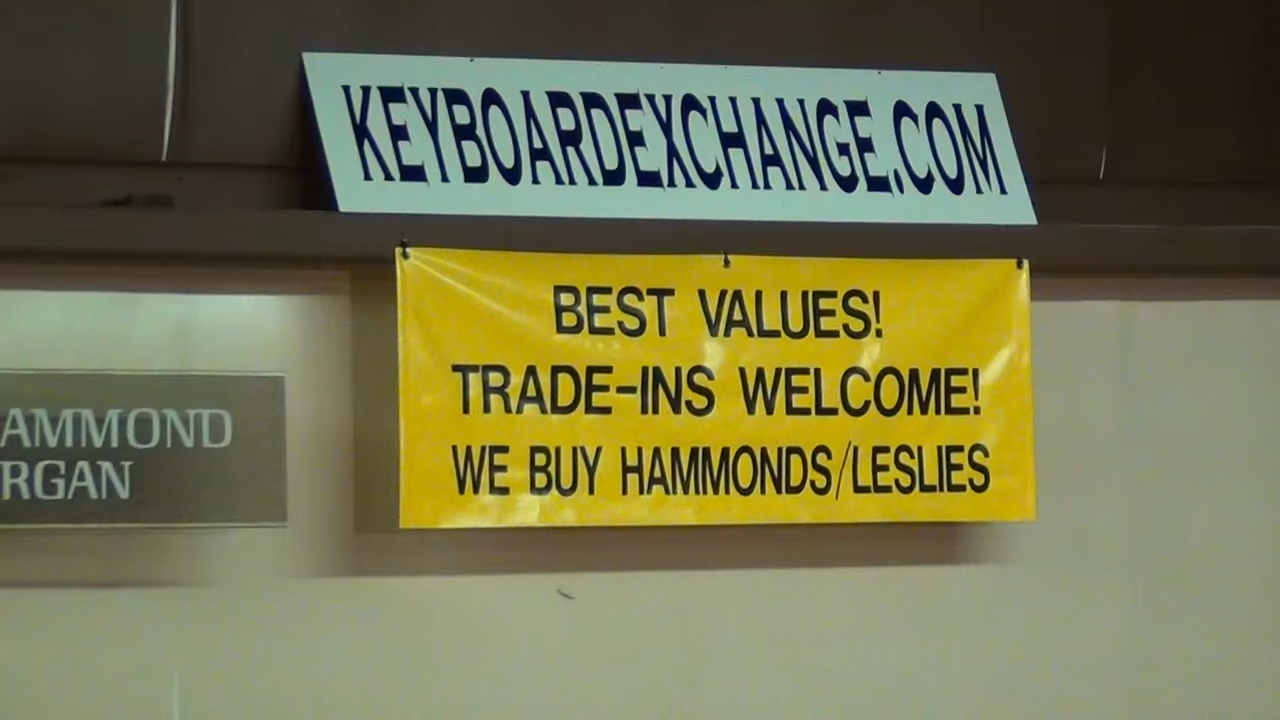 KEYBOARDEXCHANGE.COM
BEST VALUES!
TRADE-INS WELCOME!
WE BUY HAMMONDS/LESLIES
AMMOND
RGAN